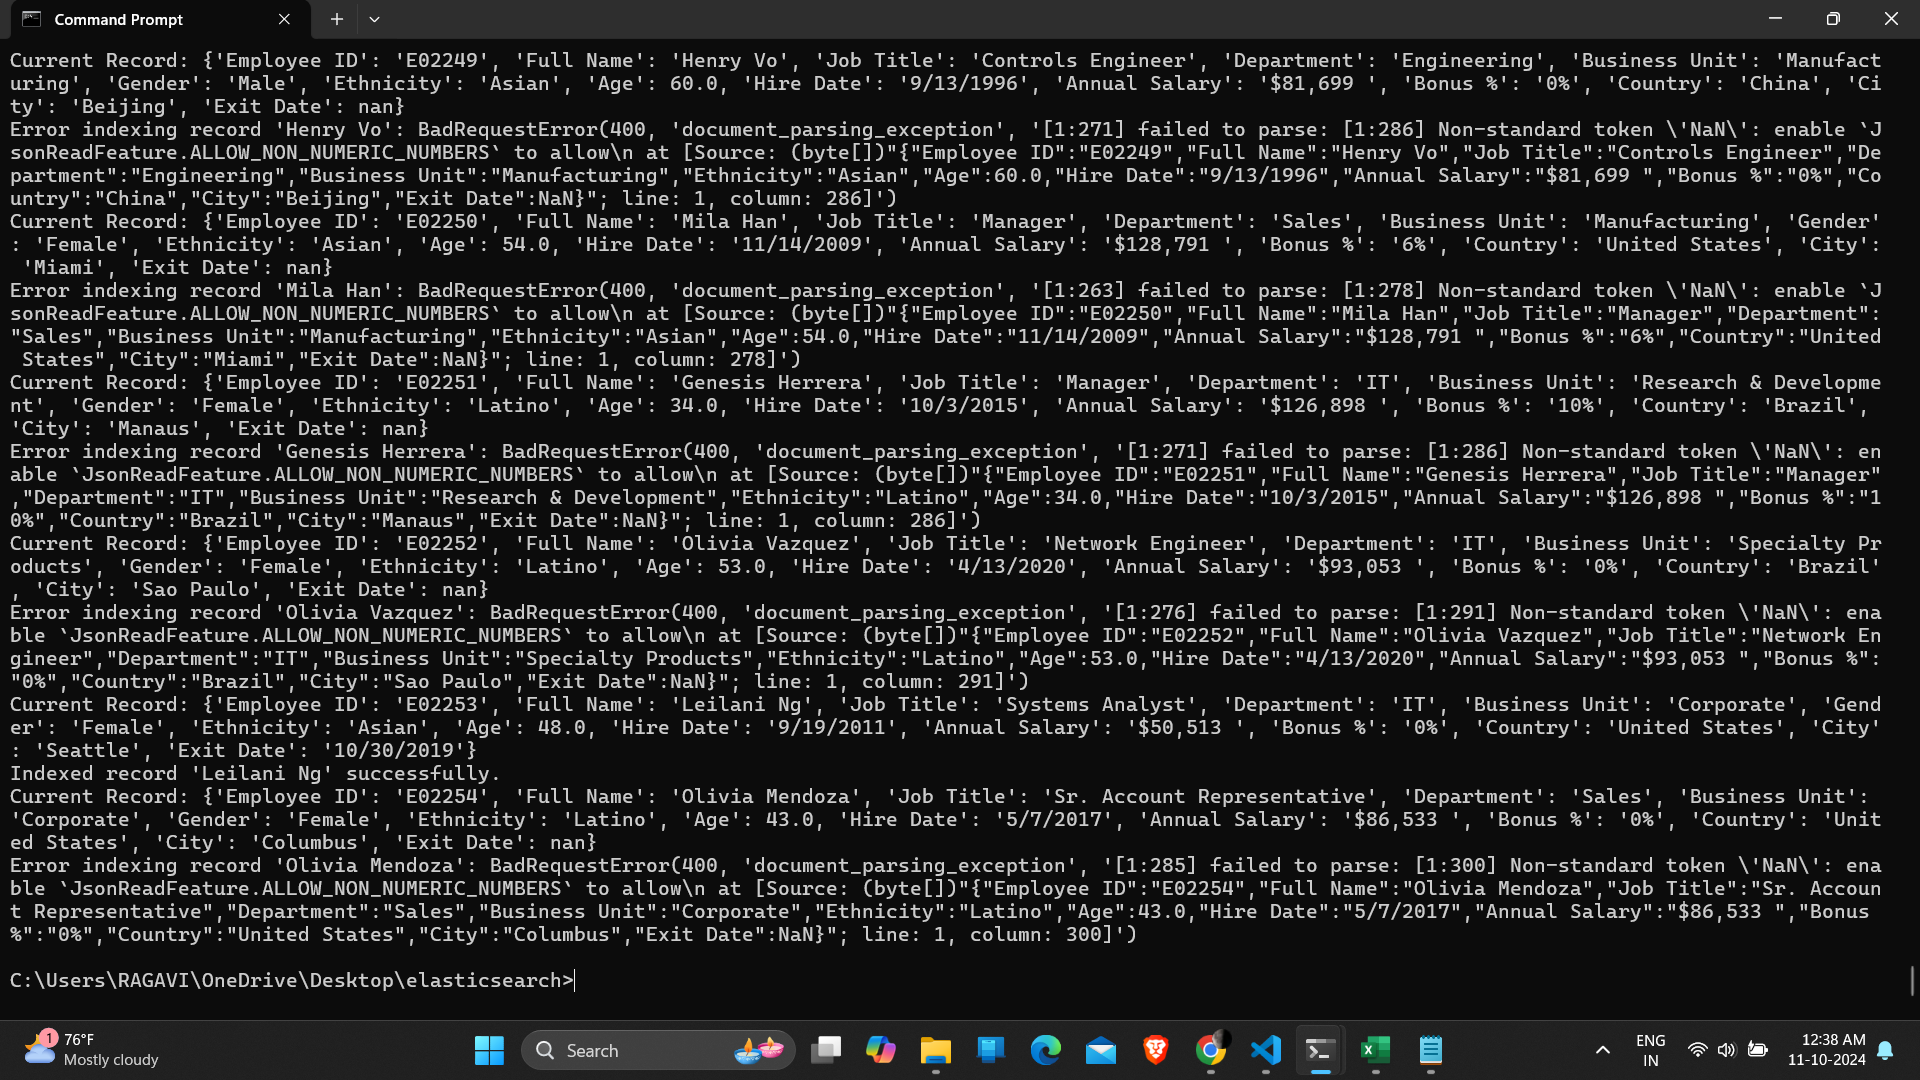 Command Prompt
Current Record: {'Employee ID': 'E02249', 'Full Name': 'Henry Vo', 'Job Title': 'Controls Engineer', 'Department': 'Engineering', 'Business Unit': 'Manufact
uring', 'Gender': 'Male', 'Ethnicity': 'Asian', 'Age': 60.0, 'Hire Date': '9/13/1996', 'Annual Salary': '$81,699 ', 'Bonus %': '0%', 'Country': 'China', 'Ci
ty': 'Beijing', 'Exit Date': nan}
Error indexing record 'Henry Vo': BadRequestError(400, 'document_parsing_exception', '[1:271] failed to parse: [1:286] Non-standard token \'NaN\': enable `J
sonReadFeature.ALLOW_NON_NUMERIC_NUMBERS` to allow\n at [Source: (byte[])"{"Employee ID":"E02249","Full Name":"Henry Vo","Job Title":"Controls Engineer","De
partment":"Engineering","Business Unit":"Manufacturing","Ethnicity":"Asian","Age":60.0,"Hire Date":"9/13/1996","Annual Salary":"$81,699 ","Bonus %":"0%","Co
untry":"China","City":"Beijing","Exit Date":NaN}"; line: 1, column: 286]')
Current Record: {'Employee ID': 'E02250', 'Full Name': 'Mila Han', 'Job Title': 'Manager', 'Department': 'Sales', 'Business Unit': 'Manufacturing', 'Gender'
: 'Female', 'Ethnicity': 'Asian', 'Age': 54.0, 'Hire Date': '11/14/2009', 'Annual Salary': '$128,791 ', 'Bonus %': '6%', 'Country': 'United States', 'City':
 'Miami', 'Exit Date': nan}
Error indexing record 'Mila Han': BadRequestError(400, 'document_parsing_exception', '[1:263] failed to parse: [1:278] Non-standard token \'NaN\': enable `J
sonReadFeature.ALLOW_NON_NUMERIC_NUMBERS` to allow\n at [Source: (byte[])"{"Employee ID":"E02250","Full Name":"Mila Han","Job Title":"Manager","Department":
"Sales","Business Unit":"Manufacturing","Ethnicity":"Asian","Age":54.0,"Hire Date":"11/14/2009","Annual Salary":"$128,791 ","Bonus %":"6%","Country":"United
 States","City":"Miami","Exit Date":NaN}"; line: 1, column: 278]')
Current Record: {'Employee ID': 'E02251', 'Full Name': 'Genesis Herrera', 'Job Title': 'Manager', 'Department': 'IT', 'Business Unit': 'Research & Developme
nt', 'Gender': 'Female', 'Ethnicity': 'Latino', 'Age': 34.0, 'Hire Date': '10/3/2015', 'Annual Salary': '$126,898 ', 'Bonus %': '10%', 'Country': 'Brazil',
'City': 'Manaus', 'Exit Date': nan}
Error indexing record 'Genesis Herrera': BadRequestError(400, 'document_parsing_exception', '[1:271] failed to parse: [1:286] Non-standard token \'NaN\': en
able `JsonReadFeature.ALLOW_NON_NUMERIC_NUMBERS` to allow\n at [Source: (byte[])"{"Employee ID":"E02251","Full Name":"Genesis Herrera","Job Title":"Manager"
,"Department":"IT","Business Unit":"Research & Development","Ethnicity":"Latino","Age":34.0,"Hire Date":"10/3/2015","Annual Salary":"$126,898 ","Bonus %":"1
0%","Country":"Brazil","City":"Manaus","Exit Date":NaN}"; line: 1, column: 286]')
Current Record: {'Employee ID': 'E02252', 'Full Name': 'Olivia Vazquez', 'Job Title': 'Network Engineer', 'Department': 'IT', 'Business Unit': 'Specialty Pr
oducts', 'Gender': 'Female', 'Ethnicity': 'Latino', 'Age': 53.0, 'Hire Date': '4/13/2020', 'Annual Salary': '$93,053 ', 'Bonus %': '0%', 'Country': 'Brazil'
, 'City': 'Sao Paulo', 'Exit Date': nan}
Error indexing record 'Olivia Vazquez': BadRequestError(400, 'document_parsing_exception', '[1:276] failed to parse: [1:291] Non-standard token \'NaN\': ena
ble `JsonReadFeature.ALLOW_NON_NUMERIC_NUMBERS` to allow\n at [Source: (byte[])"{"Employee ID":"E02252","Full Name":"Olivia Vazquez","Job Title":"Network En
gineer","Department":"IT","Business Unit":"Specialty Products","Ethnicity":"Latino","Age":53.0,"Hire Date":"4/13/2020","Annual Salary":"$93,053 ","Bonus %":
"0%","Country":"Brazil","City":"Sao Paulo","Exit Date":NaN}"; line: 1, column: 291]')
Current Record: {'Employee ID': 'E02253', 'Full Name': 'Leilani Ng', 'Job Title': 'Systems Analyst', 'Department': 'IT', 'Business Unit': 'Corporate', 'Gend
er': 'Female', 'Ethnicity': 'Asian', 'Age': 48.0, 'Hire Date': '9/19/2011', 'Annual Salary': '$50,513 ', 'Bonus %': '0%', 'Country': 'United States', 'City'
: 'Seattle', 'Exit Date': '10/30/2019'}
Indexed record 'Leilani Ng' successfully.
Current Record: {'Employee ID': 'E02254', 'Full Name': 'Olivia Mendoza', 'Job Title': 'Sr. Account Representative', 'Department': 'Sales', 'Business Unit':
'Corporate', 'Gender': 'Female', 'Ethnicity': 'Latino', 'Age': 43.0, 'Hire Date': '5/7/2017', 'Annual Salary': '$86,533 ', 'Bonus %': '0%', 'Country': 'Unit
ed States', 'City': 'Columbus', 'Exit Date': nan}
Error indexing record 'Olivia Mendoza': BadRequestError(400, 'document_parsing_exception', '[1:285] failed to parse: [1:300] Non-standard token \'NaN\': ena
ble `JsonReadFeature.ALLOW_NON_NUMERIC_NUMBERS` to allow\n at [Source: (byte[])"{"Employee ID":"E02254","Full Name":"Olivia Mendoza","Job Title":"Sr. Accoun
t Representative","Department":"Sales","Business Unit":"Corporate","Ethnicity":"Latino","Age":43.0,"Hire Date":"5/7/2017","Annual Salary":"$86,533 ","Bonus
%":"0%","Country":"United States","City":"Columbus","Exit Date":NaN}"; line: 1, column: 300]')
C:\Users\RAGAVI\OneDrive\Desktop\elasticsearch>
1
76°F
Mostly cloudy
Search
ENG
IN
12:38 AM
11-10-2024